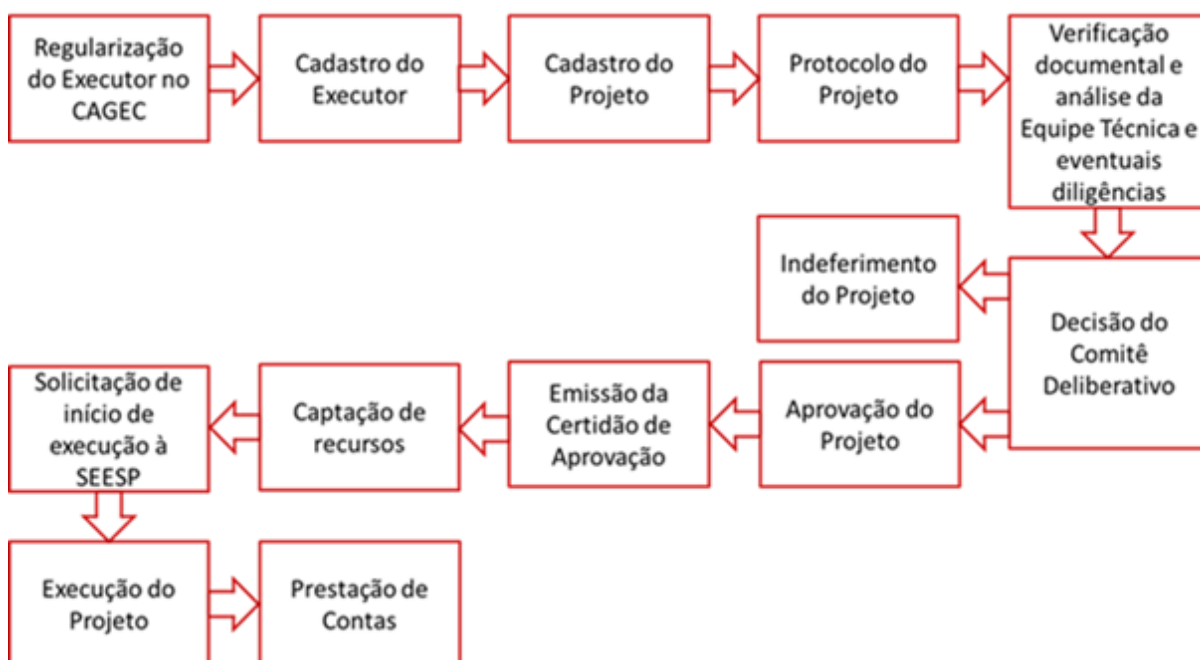 Regularização
do Executor no
CAGEC
Cadastro do
Executor
Cadastro do
Projeto
Protocolo do
Projeto
Verificação
documental e
análise da
Equipe Técnica e
eventuais
diligências
Indeferimento
do Projeto
Decisão do
Comitê
Deliberativo
Aprovação do
Projeto
Emissão da
Certidão de
Aprovação
Captação de
recursos
Solicitação de
início de
execução à
SEESP
Execução do
Projeto
Prestação de
Contas